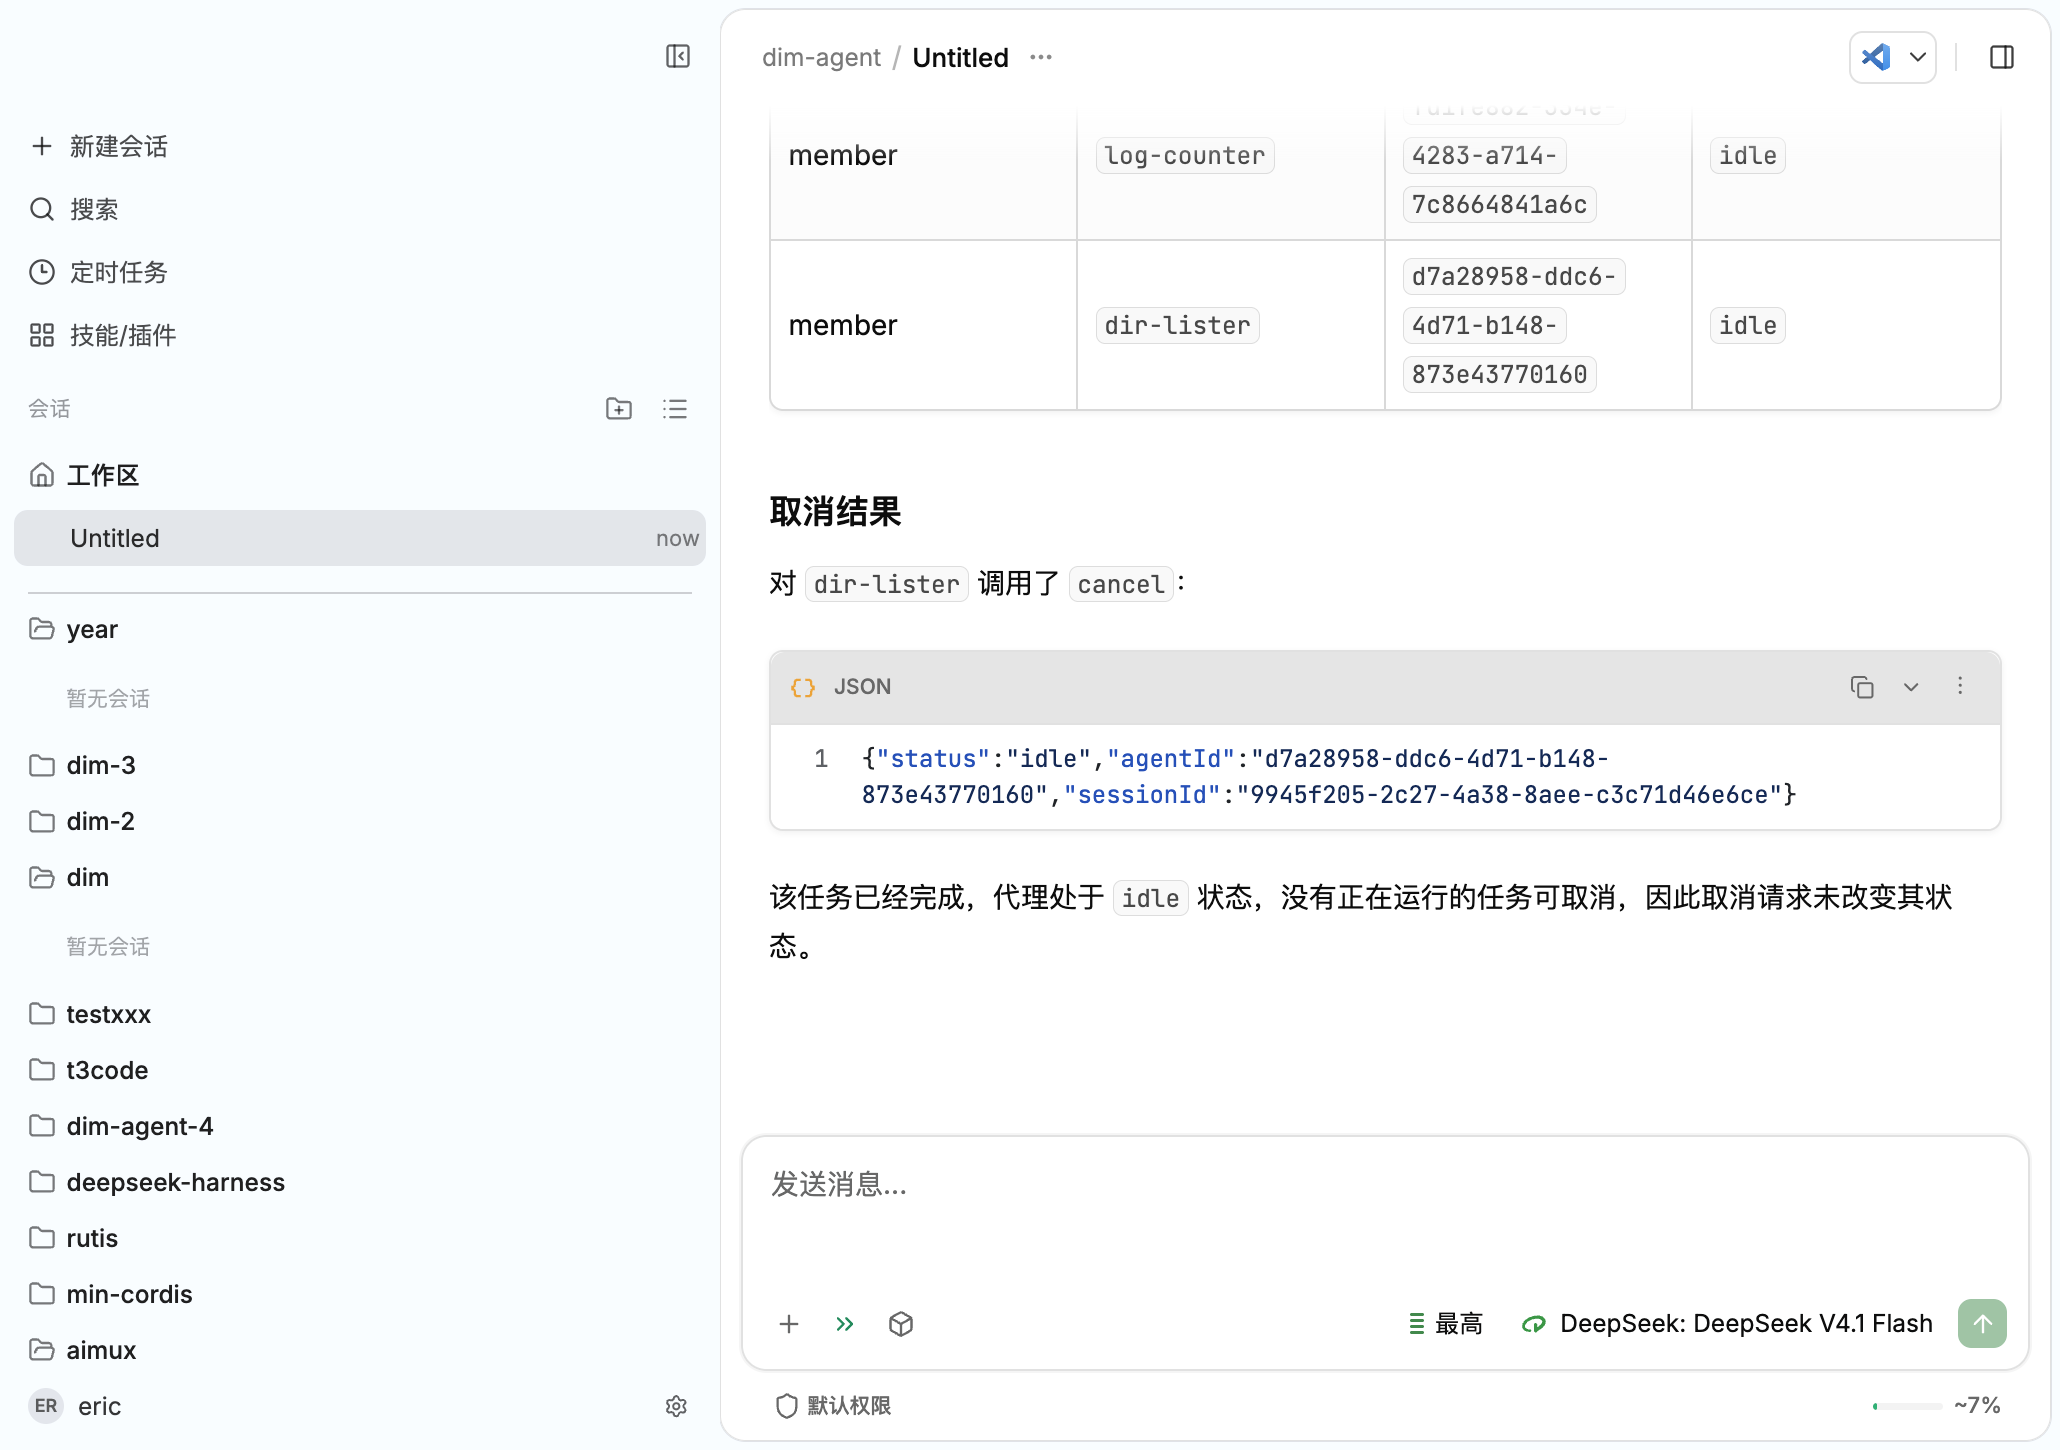 新建会话
搜索
定时任务
技能/插件
会话
工作区
Untitled now
year
暂无会话
dim-3
dim-2
dim
暂无会话
testxxx
t3code
dim-agent-4
deepseek-harness
rutis
min-cordis
aimux
ER eric
dim-agent / Untitled
member log-counter 4283-a714- idle
7c8664841a6c
d7a28958-ddc6-
member dir-lister 4d71-b148- idle
873e43770160
取消结果
对 dir-lister 调用了 cancel：
JSON
1 {"status":"idle","agentId":"d7a28958-ddc6-4d71-b148-
873e43770160","sessionId":"9945f205-2c27-4a38-8aee-c3c71d46e6ce"}
该任务已经完成，代理处于 idle 状态，没有正在运行的任务可取消，因此取消请求未改变其状
态。
发送消息...
最高 DeepSeek: DeepSeek V4.1 Flash
默认权限 ~7%